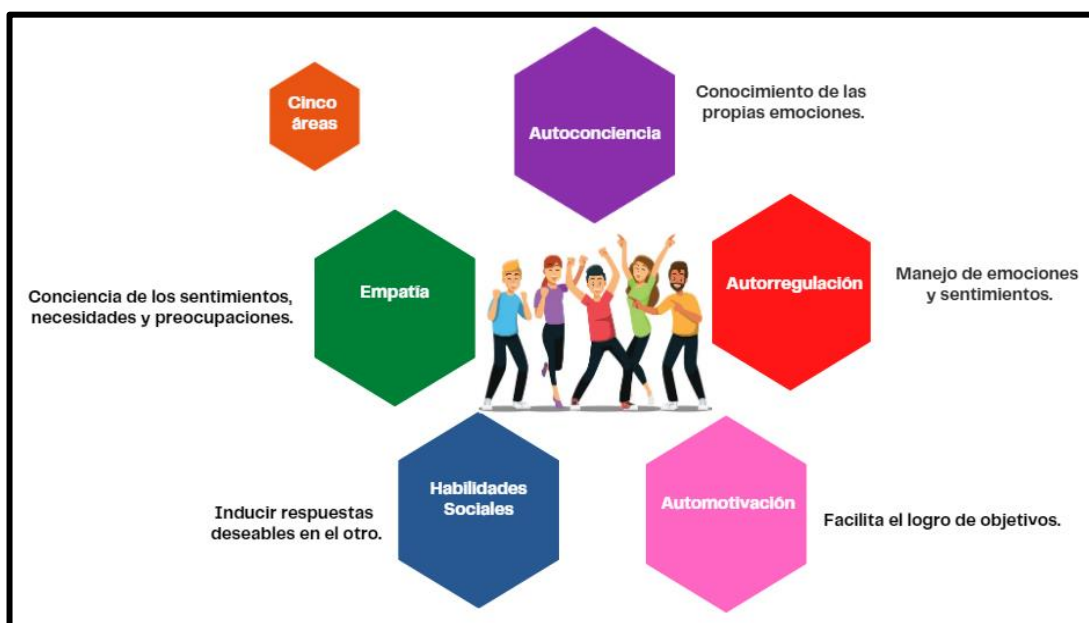 Cinco
áreas
Autoconciencia
Conocimiento de las
propias emociones.
Empatía
Conciencia de los sentimientos,
necesidades y preocupaciones.
Autorregulación
Manejo de emociones
y sentimientos.
Habilidades
Sociales
Inducir respuestas
deseables en el otro.
Automotivación
Facilita el logro de objetivos.